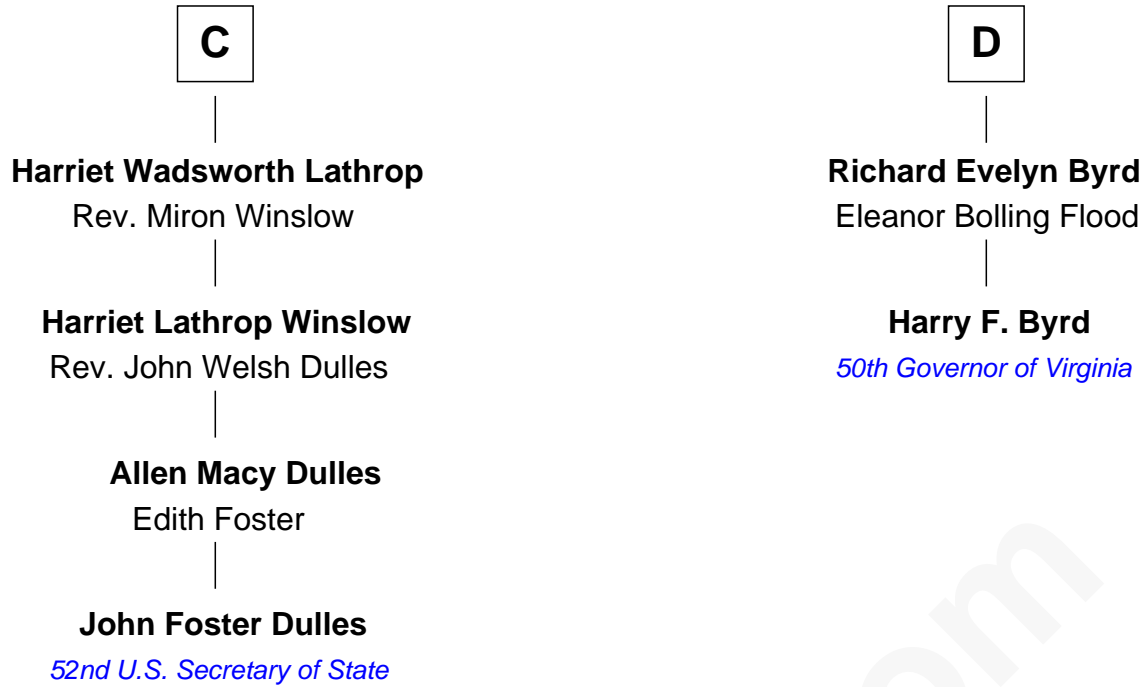 C
Harriet Wadsworth Lathrop
Rev. Miron Winslow
Harriet Lathrop Winslow
Rev. John Welsh Dulles
Allen Macy Dulles
Edith Foster
John Foster Dulles
52nd U.S. Secretary of State
D
Richard Evelyn Byrd
Eleanor Bolling Flood
Harry F. Byrd
50th Governor of Virginia
om